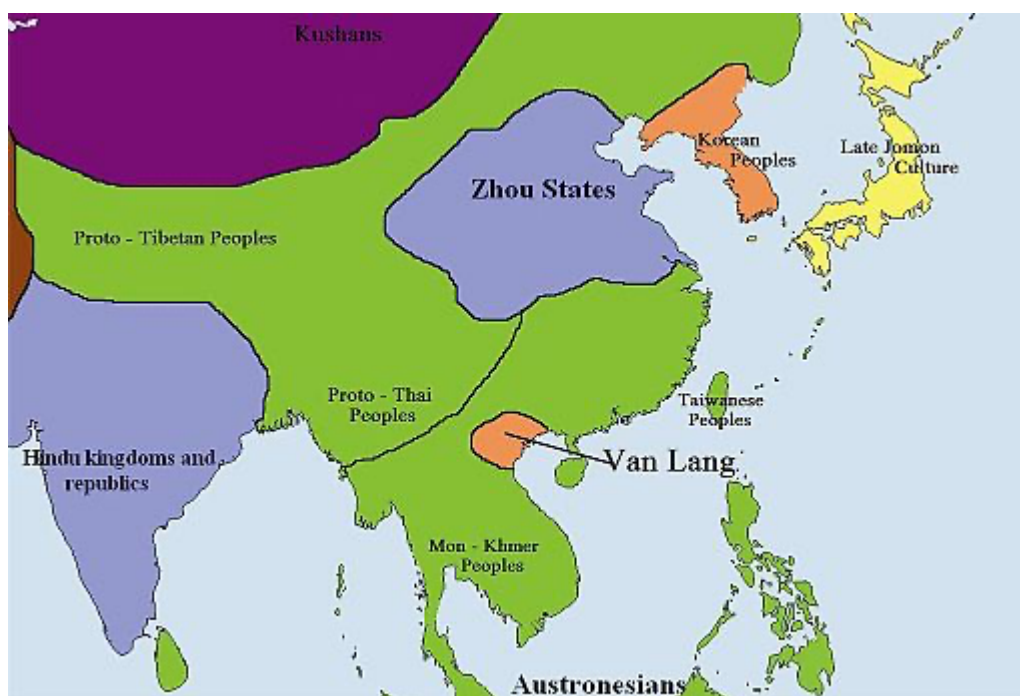 Kushans
Korean
Peoples
Late Jomon
Culture
Zhou States
Proto - Tibetan Peoples
Proto - Thai
Peoples
Taiwanese
Peoples
Hindu kingdoms and
republics
Van Lang
Mon - Khmer
Peoples
Austronesians